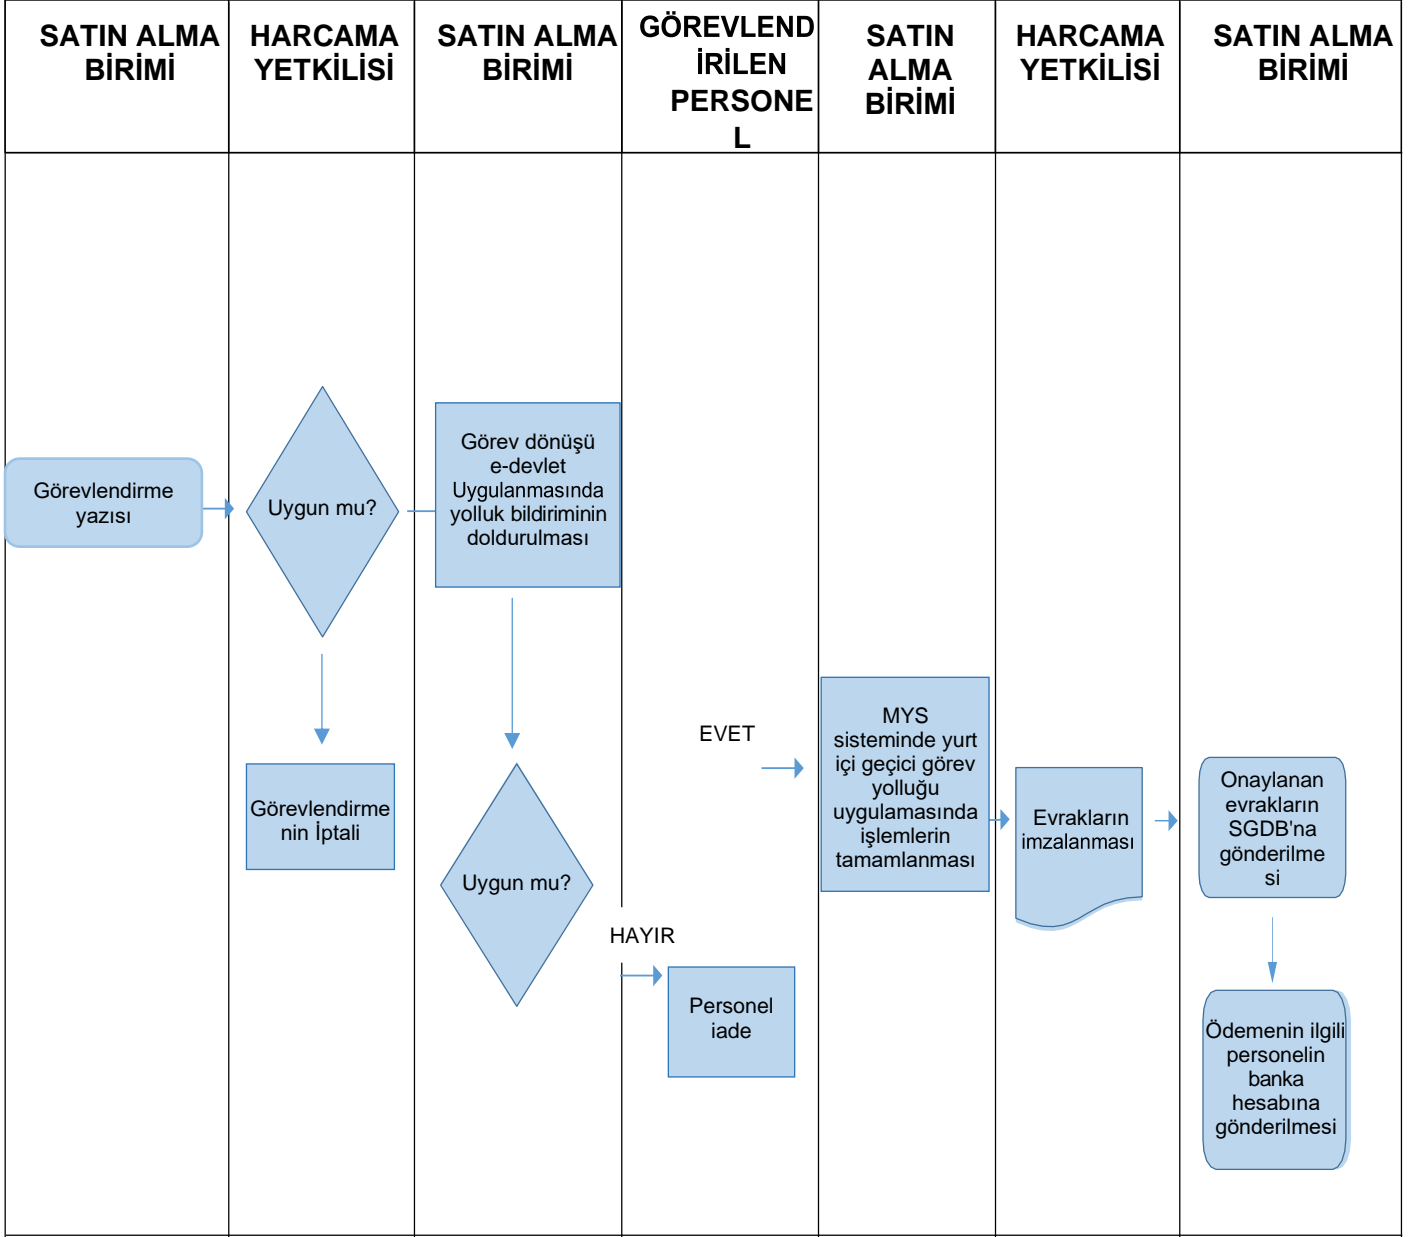 SATIN ALMA
BİRİMİ
HARCAMA
YETKİLİSİ
SATIN ALMA
BİRİMİ
GÖREVLEND
İRİLEN
PERSONE
L
SATIN
ALMA
BİRİMİ
HARCAMA
YETKİLİSİ
SATIN ALMA
BİRİMİ
Görevlendirme
yazısı
Uygun mu?
Görevlendirme
nin İptali
Görev dönüşü
e-devlet
Uygulanmasında
yolluk bildiriminin
doldurulması
Uygun mu?
EVET
HAYIR
Personel
iade
MYS
sisteminde yurt
içi geçici görev
yolluğu
uygulamasında
işlemlerin
tamamlanması
Evrakların
imzalanması
Onaylanan
evrakların
SGDB'na
gönderilme
si
Ödemenin ilgili
personelin
banka
hesabına
gönderilmesi